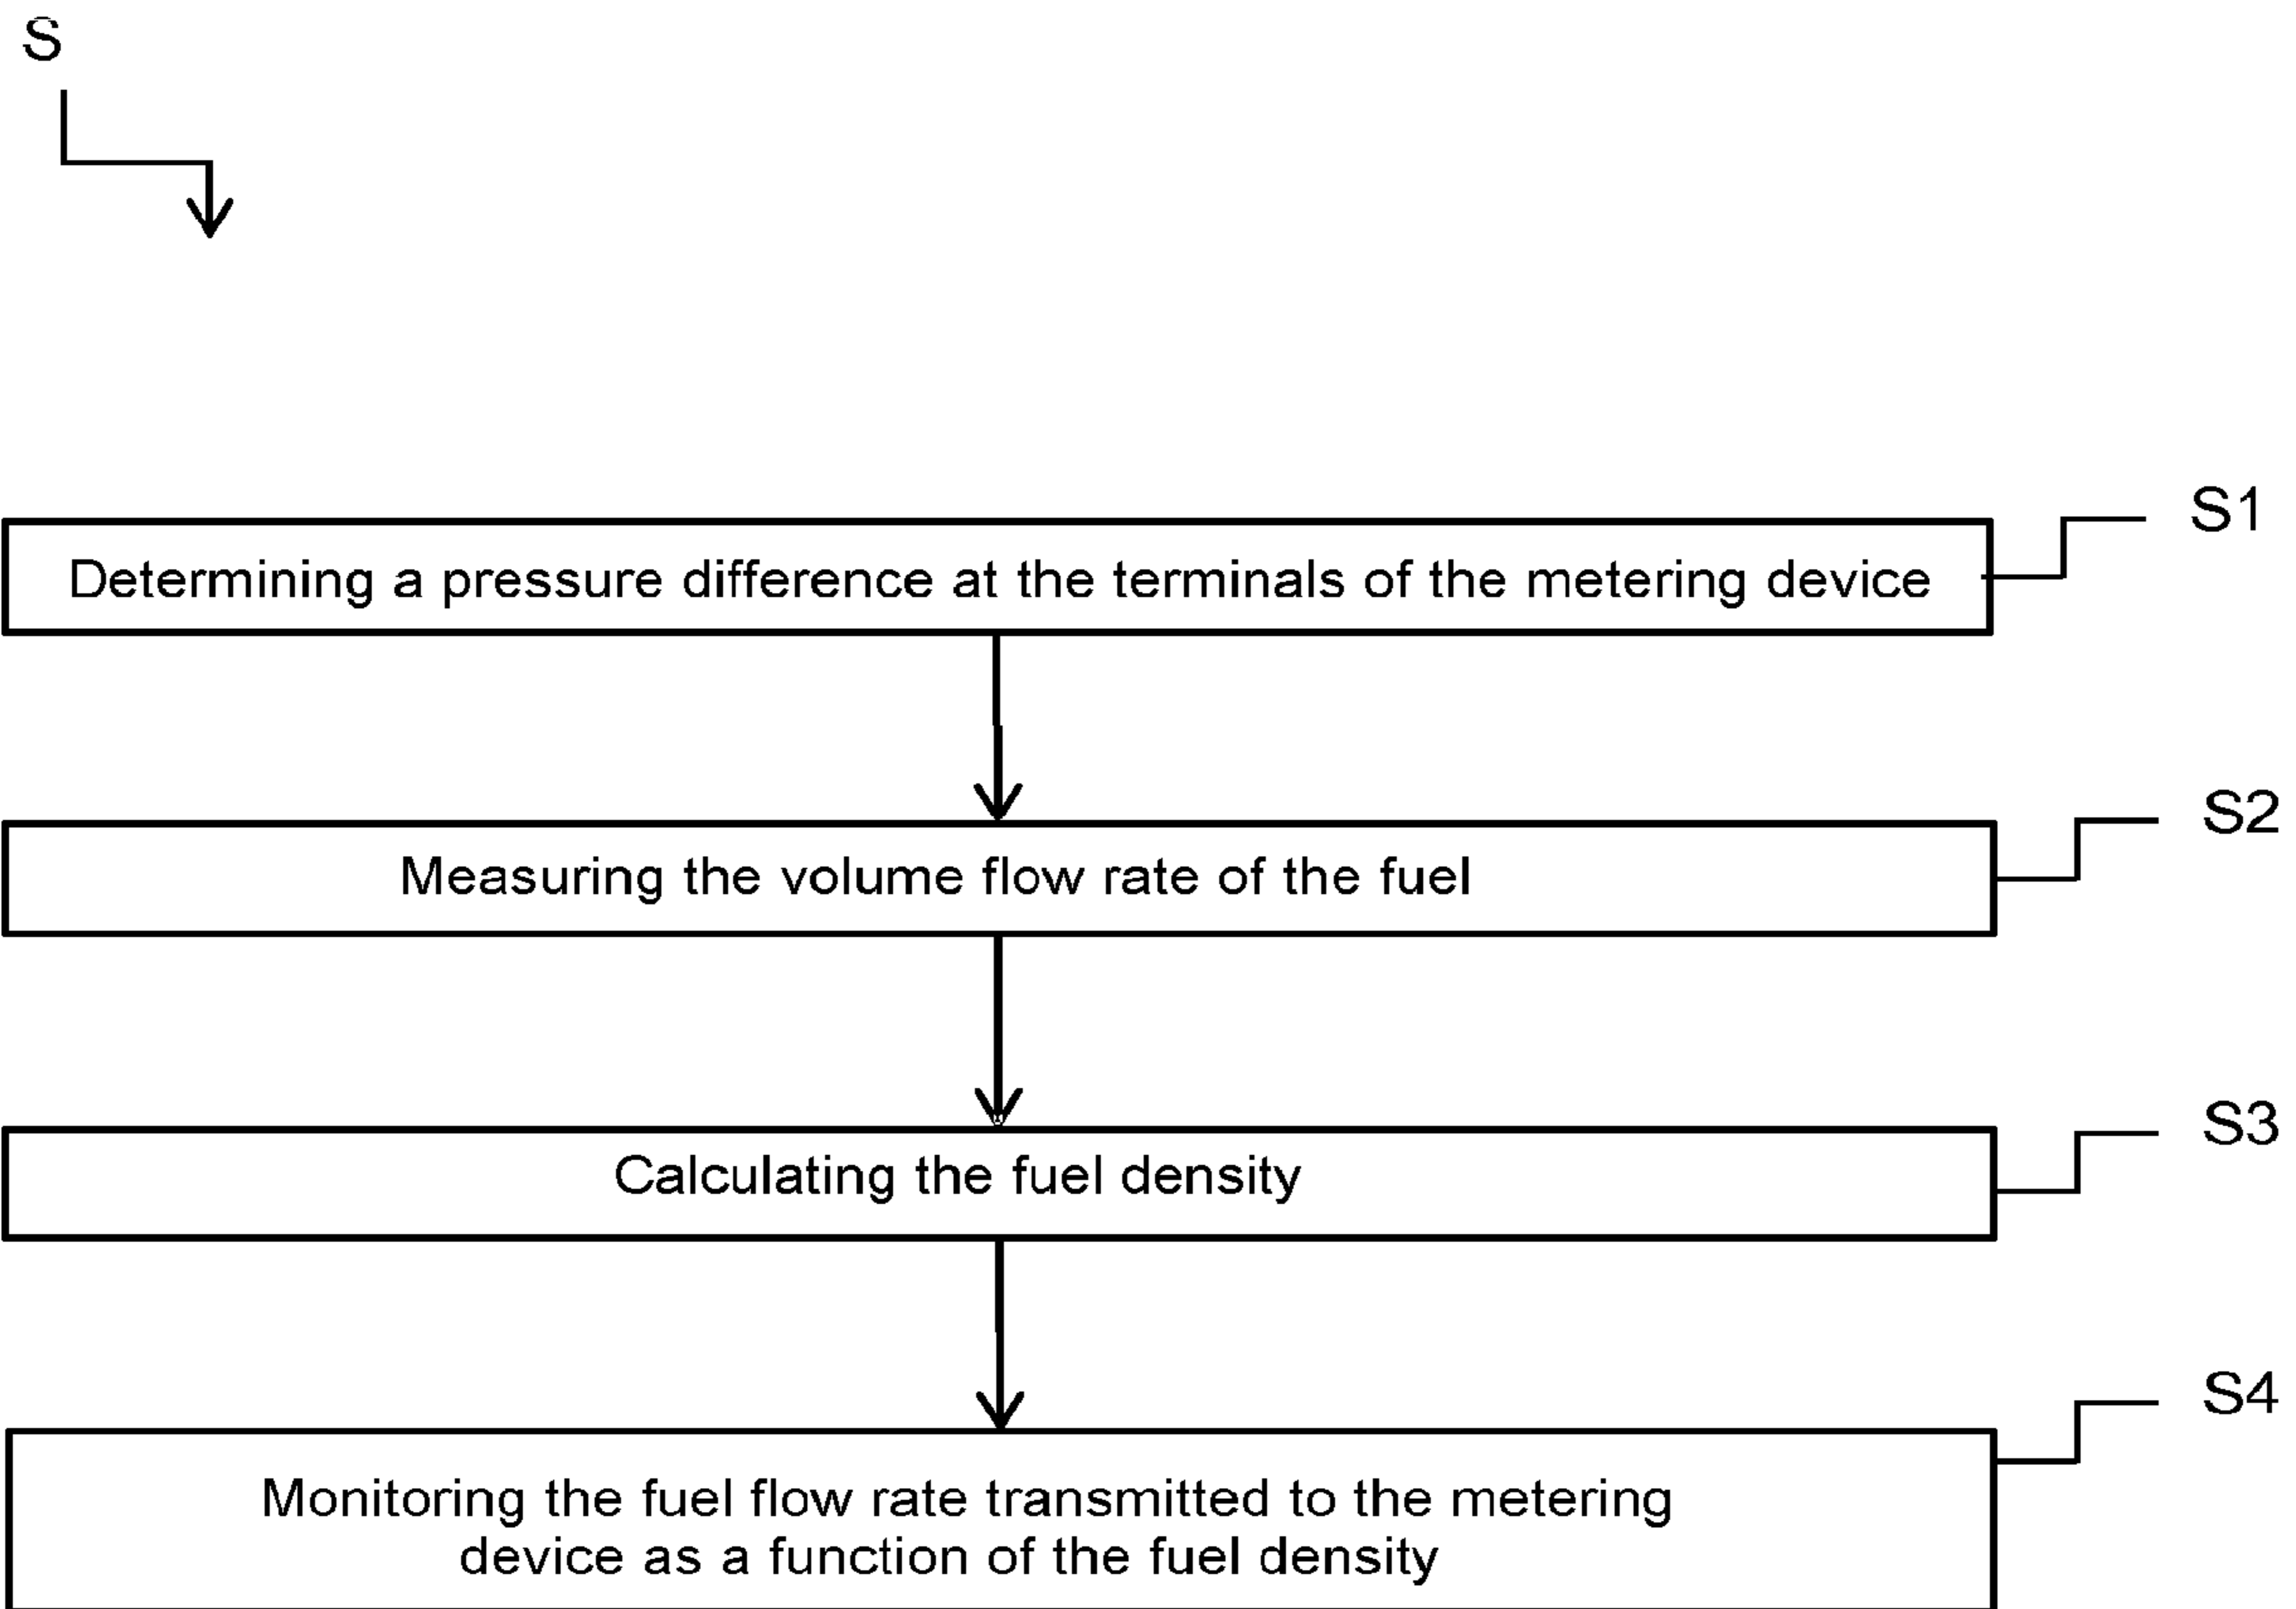 S
S1
Determining a pressure difference at the terminals of the metering device
S2
Measuring the volume flow rate of the fuel
S3
Calculating the fuel density
S4
Monitoring the fuel flow rate transmitted to the metering
device as a function of the fuel density